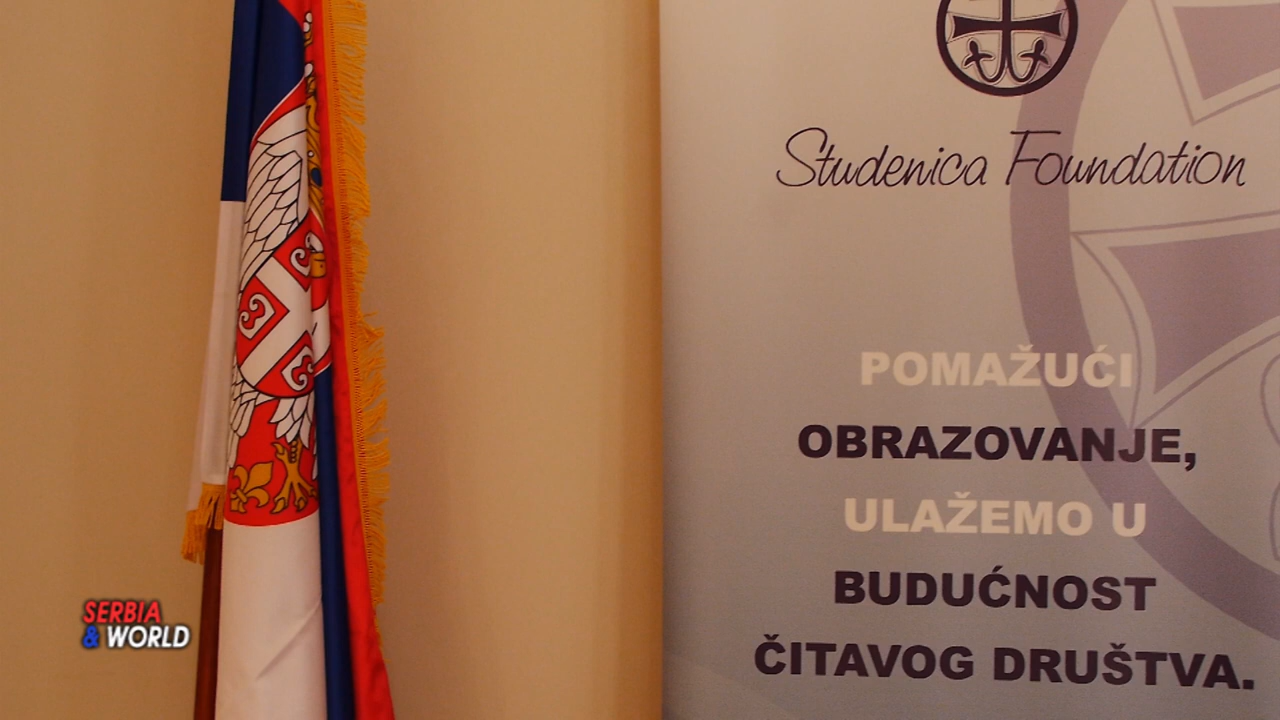 Studenica Foundation
POMAŽUĆI
OBRAZOVANJE,
ULAŽEMO U
BUDUĆNOST
ČITAVOG DRUŠTVA.
SERBIA
& WORLD